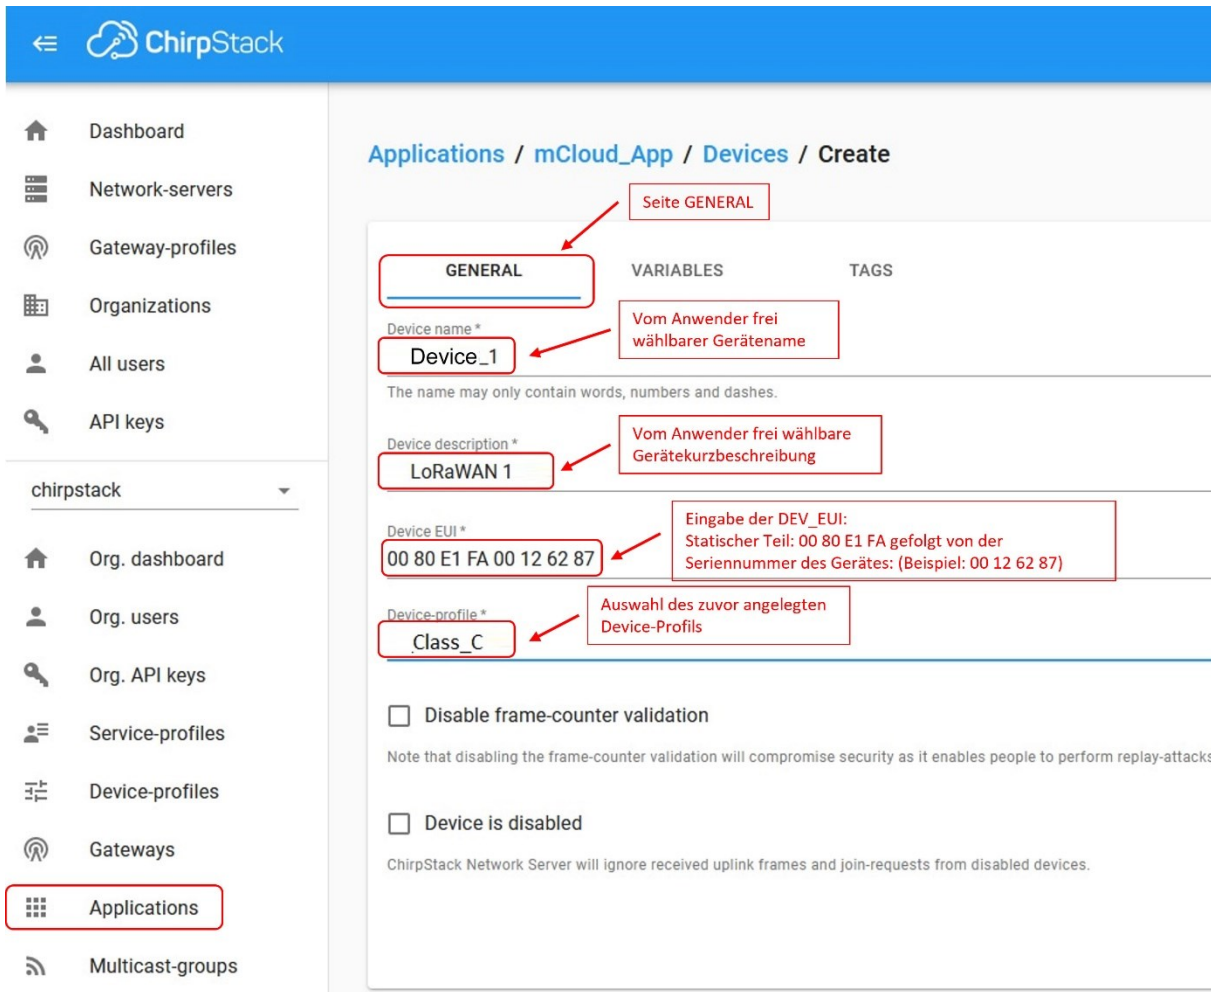 ChirpStack
Dashboard
Network-servers
Gateway-profiles
Organizations
All users
API keys
chirpstack
Org. dashboard
Org. users
Org. API keys
Service-profiles
Device-profiles
Gateways
Applications
Multicast-groups
Applications / mCloud_App / Devices / Create
Seite GENERAL
GENERAL VARIABLES TAGS
Device name *
Device_1
Vom Anwender frei
wählbarer Gerätename
The name may only contain words, numbers and dashes.
Device description *
LoRaWAN 1
Vom Anwender frei wählbare
Gerätekurzbeschreibung
Device EUI *
00 80 E1 FA 00 12 62 87
Eingabe der DEV_EUI:
Statischer Teil: 00 80 E1 FA gefolgt von der
Seriennummer des Gerätes: (Beispiel: 00 12 62 87)
Device-profile *
Class_C
Auswahl des zuvor angelegten
Device-Profils
Disable frame-counter validation
Note that disabling the frame-counter validation will compromise security as it enables people to perform replay-attacks
Device is disabled
ChirpStack Network Server will ignore received uplink frames and join-requests from disabled devices.